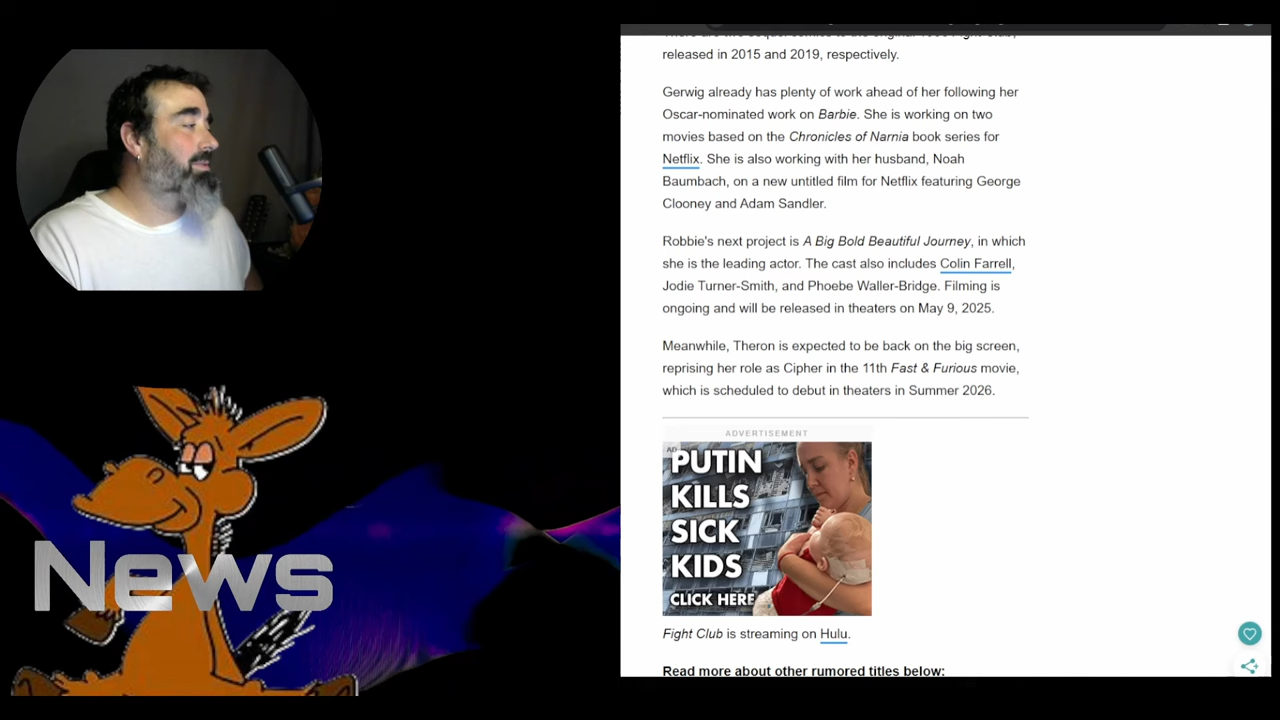 released in 2015 and 2019, respectively.
Gerwig already has plenty of work ahead of her following her
Oscar-nominated work on Barbie. She is working on two
movies based on the Chronicles of Narnia book series for
Netflix. She is also working with her husband, Noah
Baumbach, on a new untitled film for Netflix featuring George
Clooney and Adam Sandler.
Robbie's next project is A Big Bold Beautiful Journey, in which
she is the leading actor. The cast also includes Colin Farrell,
Jodie Turner-Smith, and Phoebe Waller-Bridge. Filming is
ongoing and will be released in theaters on May 9, 2025.
Meanwhile, Theron is expected to be back on the big screen,
reprising her role as Cipher in the 11th Fast & Furious movie,
which is scheduled to debut in theaters in Summer 2026.
ADVERTISEMENT
AD
PUTIN
KILLS
SICK
KIDS
CLICK HERE
Fight Club is streaming on Hulu.
Read more about other rumored titles below:
News